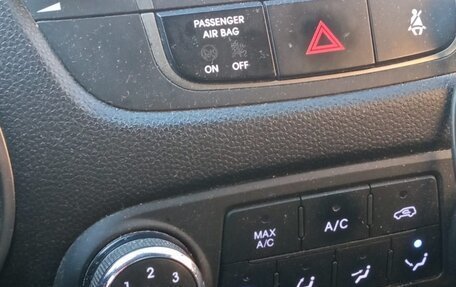 PASSENGER
AIR BAG
ON OFF
MAX
A/C
A/C
1 2 3